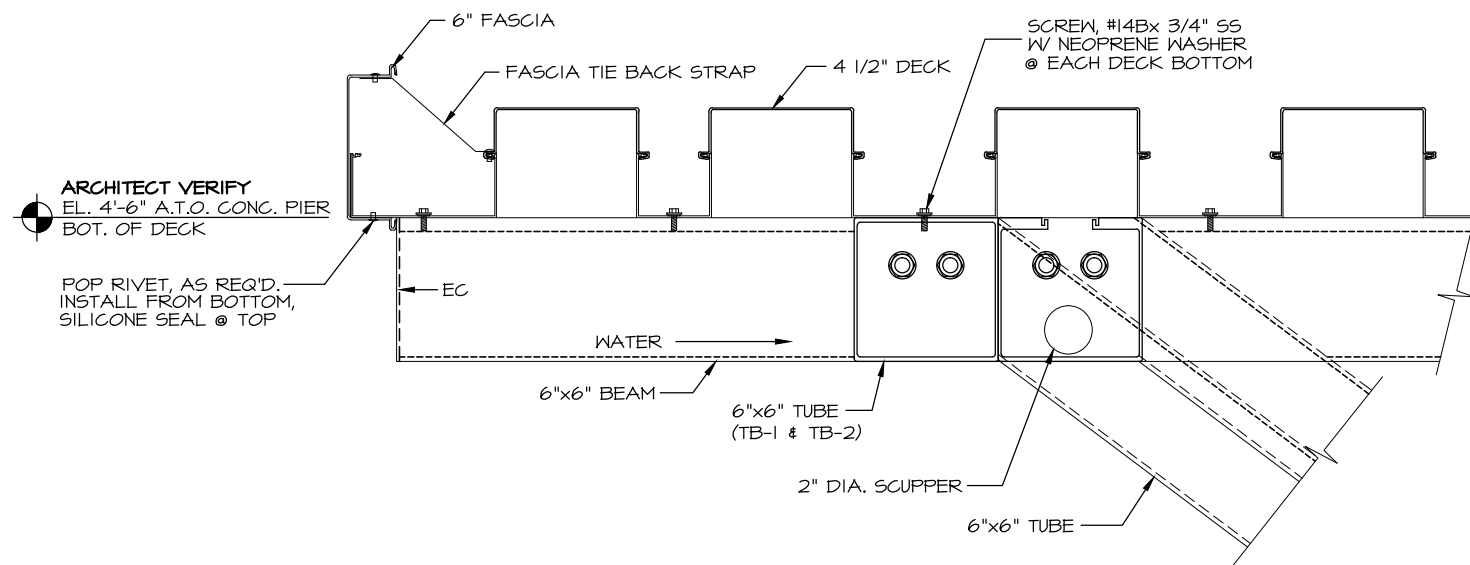 6" FASCIA
FASCIA TIE BACK STRAP
4 1/2" DECK
SCREW, #14Bx 3/4" SS
W/ NEOPRENE WASHER
@ EACH DECK BOTTOM
ARCHITECT VERIFY
EL. 4'-6" A.T.O. CONC. PIER
BOT. OF DECK
POP RIVET, AS REQ'D.
INSTALL FROM BOTTOM,
SILICONE SEAL @ TOP
EC
WATER
6"x6" BEAM
6"x6" TUBE
(TB-1 & TB-2)
2" DIA. SCUPPER
6"x6" TUBE